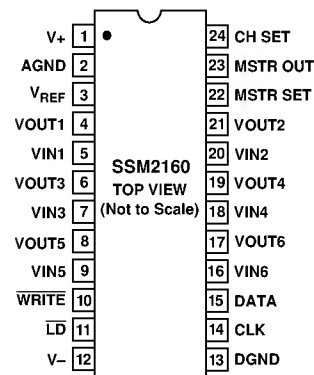 V+ 1 24 CH SET
AGND 2 23 MSTR OUT
VREF 3 22 MSTR SET
VOUT1 4 21 VOUT2
VIN1 5 20 VIN2
VOUT3 6 SSM2160 19 VOUT4
TOP VIEW
VIN3 7 (Not to Scale) 18 VIN4
VOUT5 8 17 VOUT6
VIN5 9 16 VIN6
W̅R̅I̅T̅E̅ 10 15 DATA
L̅D̅ 11 14 CLK
V– 12 13 DGND